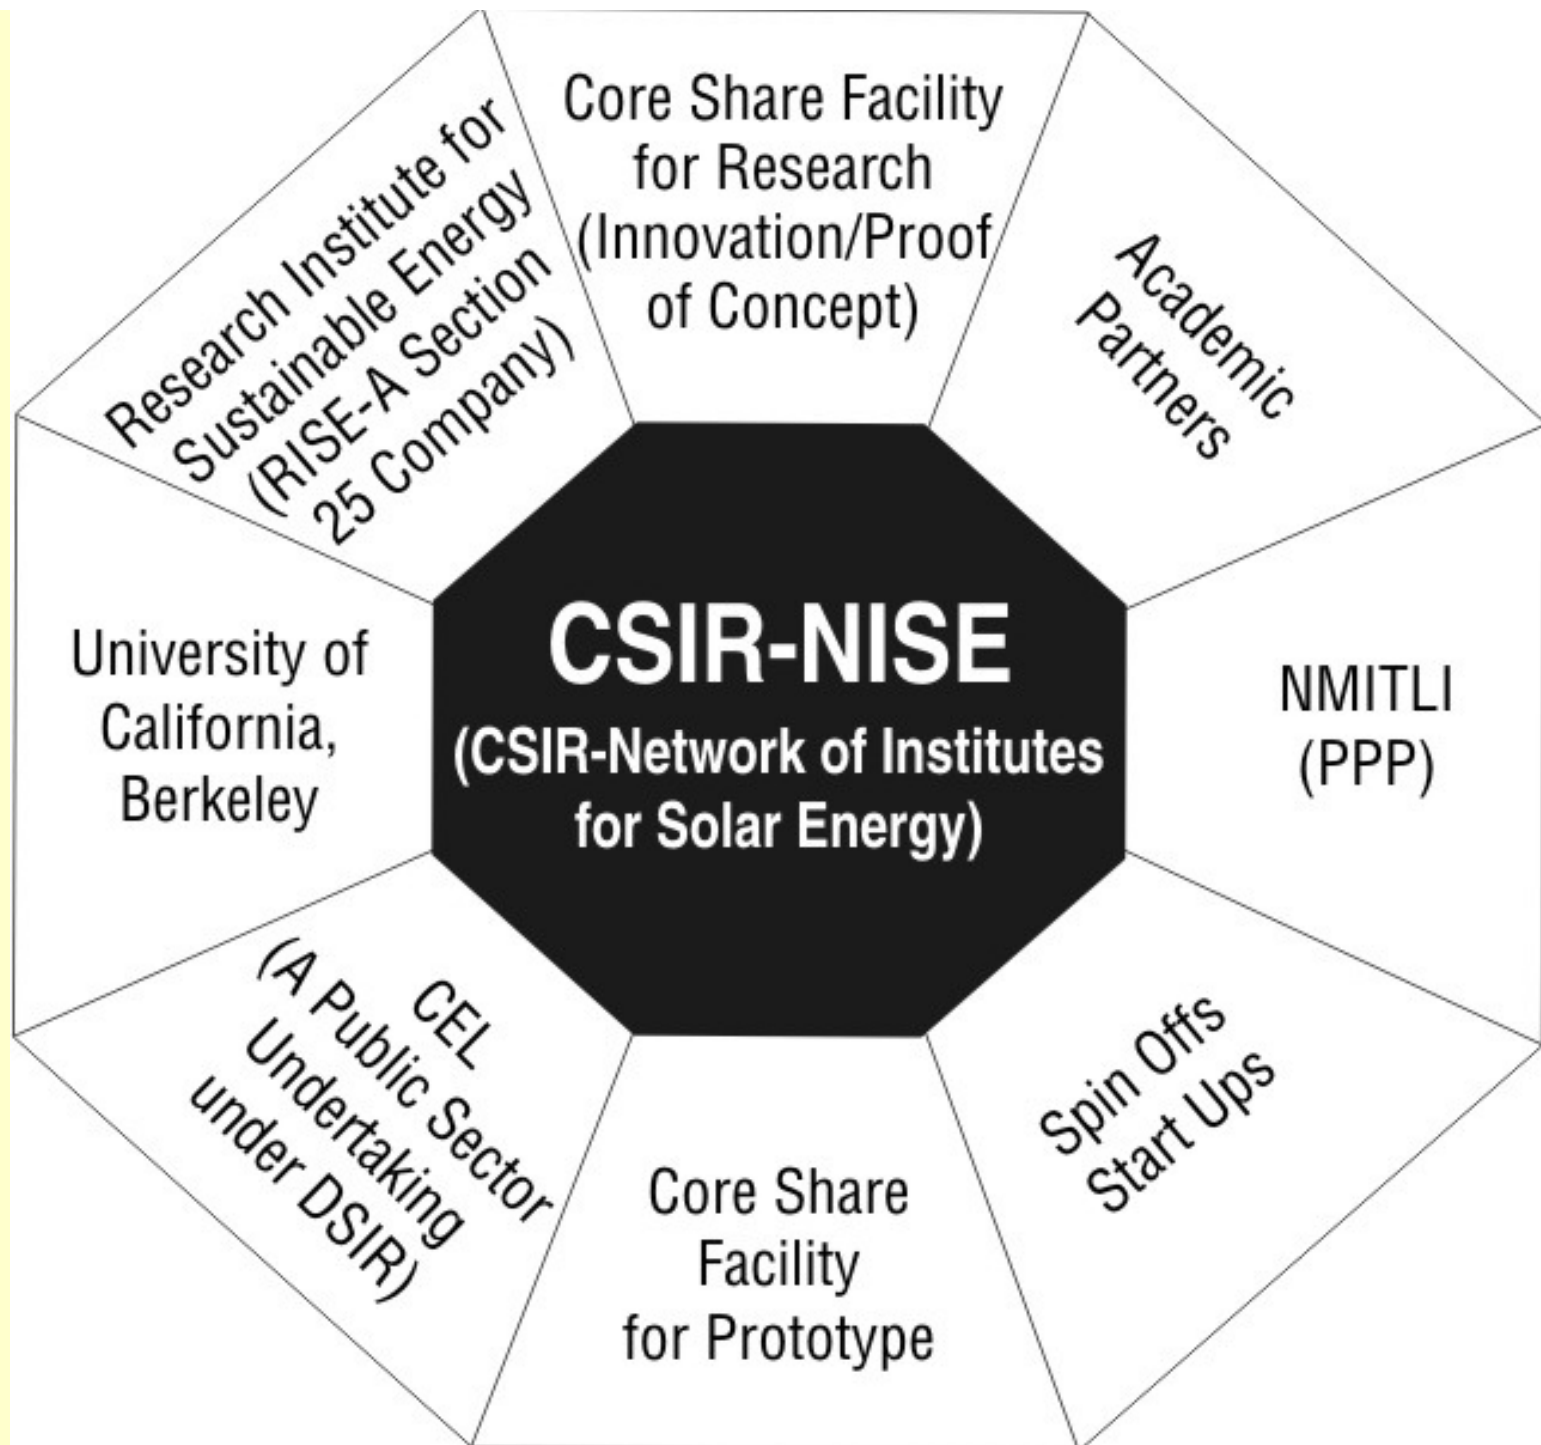 Core Share Facility
for Research
(Innovation/Proof
of Concept)
Academic
Partners
NMITLI
(PPP)
Spin Offs
Start Ups
Core Share
Facility
for Prototype
CEL
(A Public Sector
Undertaking
under DSIR)
University of
California,
Berkeley
Research Institute for
Sustainable Energy
(RISE-A Section
25 Company)
CSIR-NISE
(CSIR-Network of Institutes
for Solar Energy)